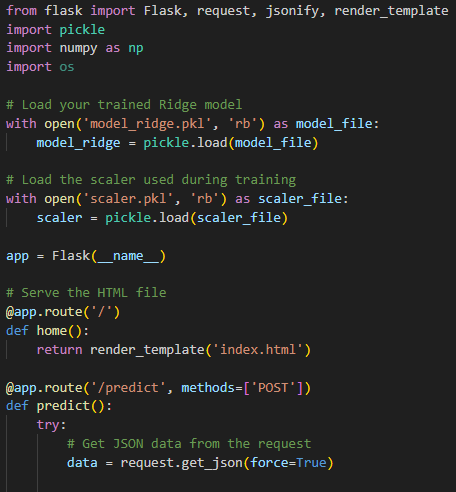 from flask import Flask, request, jsonify, render_template
import pickle
import numpy as np
import os

# Load your trained Ridge model
with open('model_ridge.pkl', 'rb') as model_file:
    model_ridge = pickle.load(model_file)

# Load the scaler used during training
with open('scaler.pkl', 'rb') as scaler_file:
    scaler = pickle.load(scaler_file)

app = Flask(__name__)

# Serve the HTML file
@app.route('/')
def home():
    return render_template('index.html')

@app.route('/predict', methods=['POST'])
def predict():
    try:
        # Get JSON data from the request
        data = request.get_json(force=True)